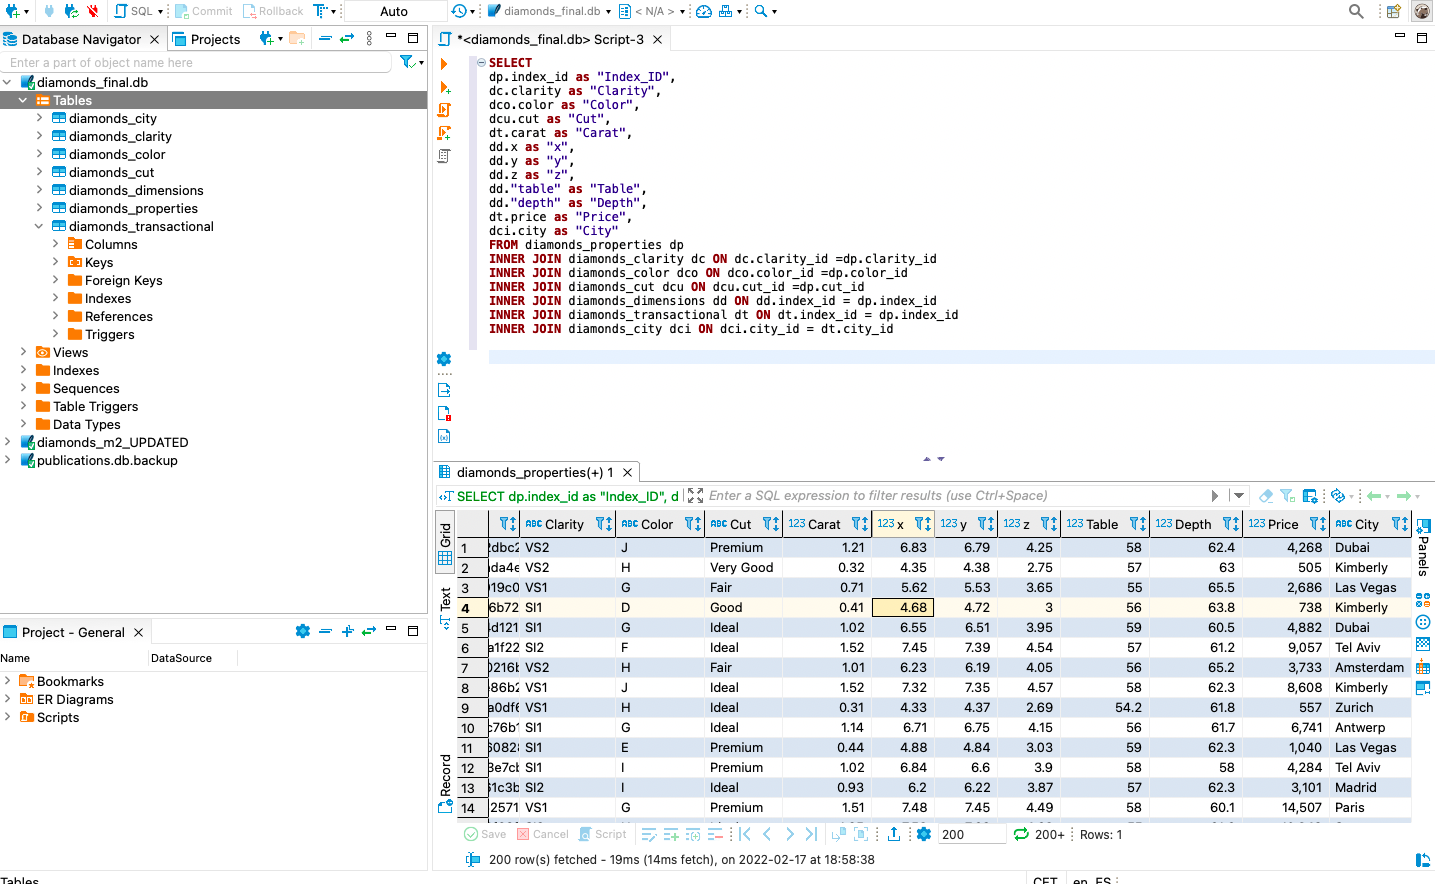 SQL
Commit
Rollback
Auto
diamonds_final.db
< N/A >
Database Navigator
Projects
Enter a part of object name here
diamonds_final.db
Tables
diamonds_city
diamonds_clarity
diamonds_color
diamonds_cut
diamonds_dimensions
diamonds_properties
diamonds_transactional
Columns
Keys
Foreign Keys
Indexes
References
Triggers
Views
Indexes
Sequences
Table Triggers
Data Types
diamonds_m2_UPDATED
publications.db.backup
Project - General
Name DataSource
Bookmarks
ER Diagrams
Scripts
*<diamonds_final.db> Script-3
SELECT
dp.index_id as "Index_ID",
dc.clarity as "Clarity",
dco.color as "Color",
dcu.cut as "Cut",
dt.carat as "Carat",
dd.x as "x",
dd.y as "y",
dd.z as "z",
dd."table" as "Table",
dd."depth" as "Depth",
dt.price as "Price",
dci.city as "City"
FROM diamonds_properties dp
INNER JOIN diamonds_clarity dc ON dc.clarity_id =dp.clarity_id
INNER JOIN diamonds_color dco ON dco.color_id =dp.color_id
INNER JOIN diamonds_cut dcu ON dcu.cut_id =dp.cut_id
INNER JOIN diamonds_dimensions dd ON dd.index_id = dp.index_id
INNER JOIN diamonds_transactional dt ON dt.index_id = dp.index_id
INNER JOIN diamonds_city dci ON dci.city_id = dt.city_id
diamonds_properties(+) 1
SELECT dp.index_id as "Index_ID", d
Enter a SQL expression to filter results (use Ctrl+Space)
Grid
Text
Record
Panels
ABC Clarity ABC Color ABC Cut 123 Carat 123 x 123 y 123 z 123 Table 123 Depth 123 Price ABC City
1 !dbc2 VS2 J Premium 1.21 6.83 6.79 4.25 58 62.4 4,268 Dubai
2 da4e VS2 H Very Good 0.32 4.35 4.38 2.75 57 63 505 Kimberly
3 19c0 VS1 G Fair 0.71 5.62 5.53 3.65 55 65.5 2,686 Las Vegas
4 6b72 SI1 D Good 0.41 4.68 4.72 3 56 63.8 738 Kimberly
5 d121 SI1 G Ideal 1.02 6.55 6.51 3.95 59 60.5 4,882 Dubai
6 a1f22 SI2 F Ideal 1.52 7.45 7.39 4.54 57 61.2 9,057 Tel Aviv
7 0216b VS2 H Fair 1.01 6.23 6.19 4.05 56 65.2 3,733 Amsterdam
8 86b2 VS1 J Ideal 1.52 7.32 7.35 4.57 58 62.3 8,608 Kimberly
9 a0df6 VS1 H Ideal 0.31 4.33 4.37 2.69 54.2 61.8 557 Zurich
10 c76b1 SI1 G Ideal 1.14 6.71 6.75 4.15 56 61.7 6,741 Antwerp
11 60828 SI1 E Premium 0.44 4.88 4.84 3.03 59 62.3 1,040 Las Vegas
12 3e7cb SI1 I Premium 1.02 6.84 6.6 3.9 58 58 4,284 Tel Aviv
13 61c3b SI2 I Ideal 0.93 6.2 6.22 3.87 57 62.3 3,101 Madrid
14 2571 VS1 G Premium 1.51 7.48 7.45 4.49 58 60.1 14,507 Paris
Save Cancel Script 200 200+ Rows: 1
200 row(s) fetched - 19ms (14ms fetch), on 2022-02-17 at 18:58:38
Tables
CET en_ES